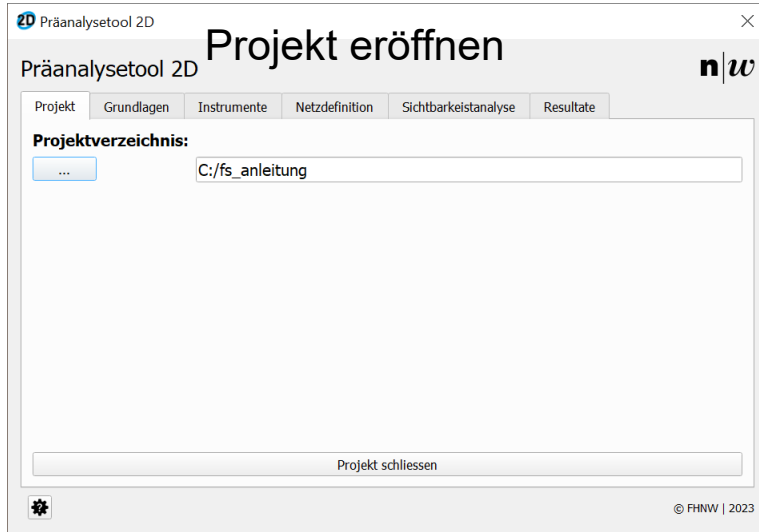 2D Präanalysetool 2D
Projekt eröffnen
Präanalysetool 2D
n|w
Projekt Grundlagen Instrumente Netzdefinition Sichtbarkeistanalyse Resultate
Projektverzeichnis:
... C:/fs_anleitung
Projekt schliessen
© FHNW | 2023